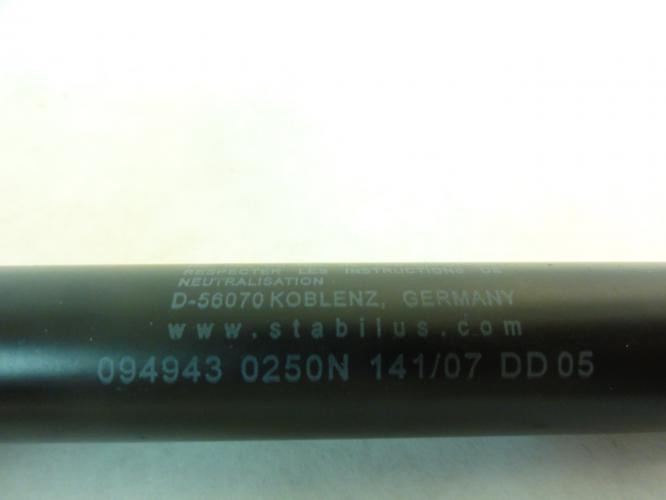 RESPECTER LES INSTRUCTIONS DE
NEUTRALISATION
D-56070 KOBLENZ, GERMANY
www.stabilus.com
094943 0250N 141/07 DD 05